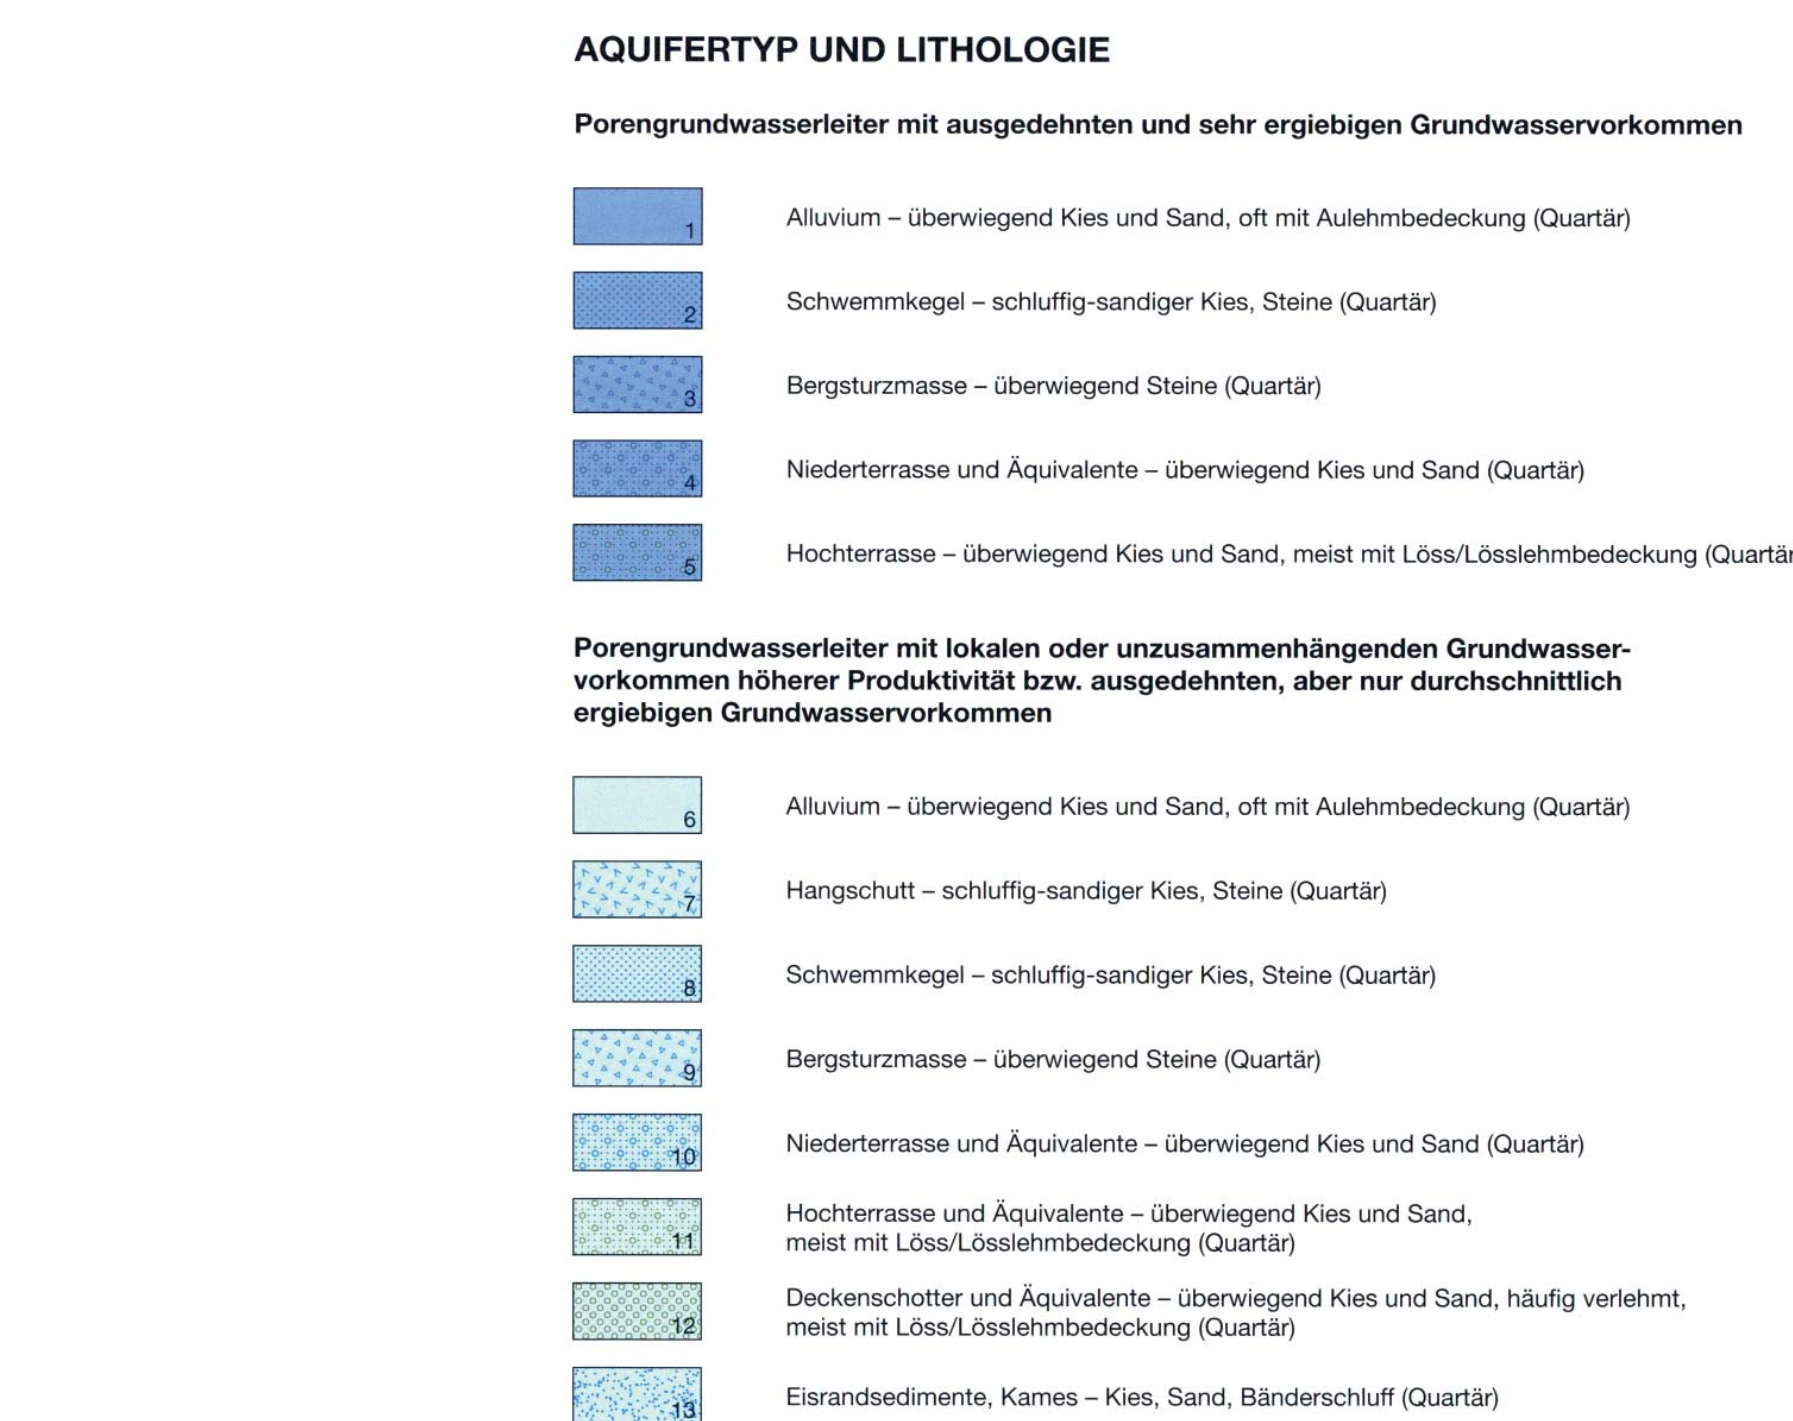 AQUIFERTYP UND LITHOLOGIE
Porengrundwasserleiter mit ausgedehnten und sehr ergiebigen Grundwasservorkommen
1 Alluvium – überwiegend Kies und Sand, oft mit Aulehmbedeckung (Quartär)
2 Schwemmkegel – schluffig-sandiger Kies, Steine (Quartär)
3 Bergsturzmasse – überwiegend Steine (Quartär)
4 Niederterrasse und Äquivalente – überwiegend Kies und Sand (Quartär)
5 Hochterrasse – überwiegend Kies und Sand, meist mit Löss/Lösslehmbedeckung (Quartär
Porengrundwasserleiter mit lokalen oder unzusammenhängenden Grundwasser-
vorkommen höherer Produktivität bzw. ausgedehnten, aber nur durchschnittlich
ergiebigen Grundwasservorkommen
6 Alluvium – überwiegend Kies und Sand, oft mit Aulehmbedeckung (Quartär)
7 Hangschutt – schluffig-sandiger Kies, Steine (Quartär)
8 Schwemmkegel – schluffig-sandiger Kies, Steine (Quartär)
9 Bergsturzmasse – überwiegend Steine (Quartär)
10 Niederterrasse und Äquivalente – überwiegend Kies und Sand (Quartär)
11 Hochterrasse und Äquivalente – überwiegend Kies und Sand,
meist mit Löss/Lösslehmbedeckung (Quartär)
12 Deckenschotter und Äquivalente – überwiegend Kies und Sand, häufig verlehmt,
meist mit Löss/Lösslehmbedeckung (Quartär)
13 Eisrandsedimente, Kames – Kies, Sand, Bänderschluff (Quartär)